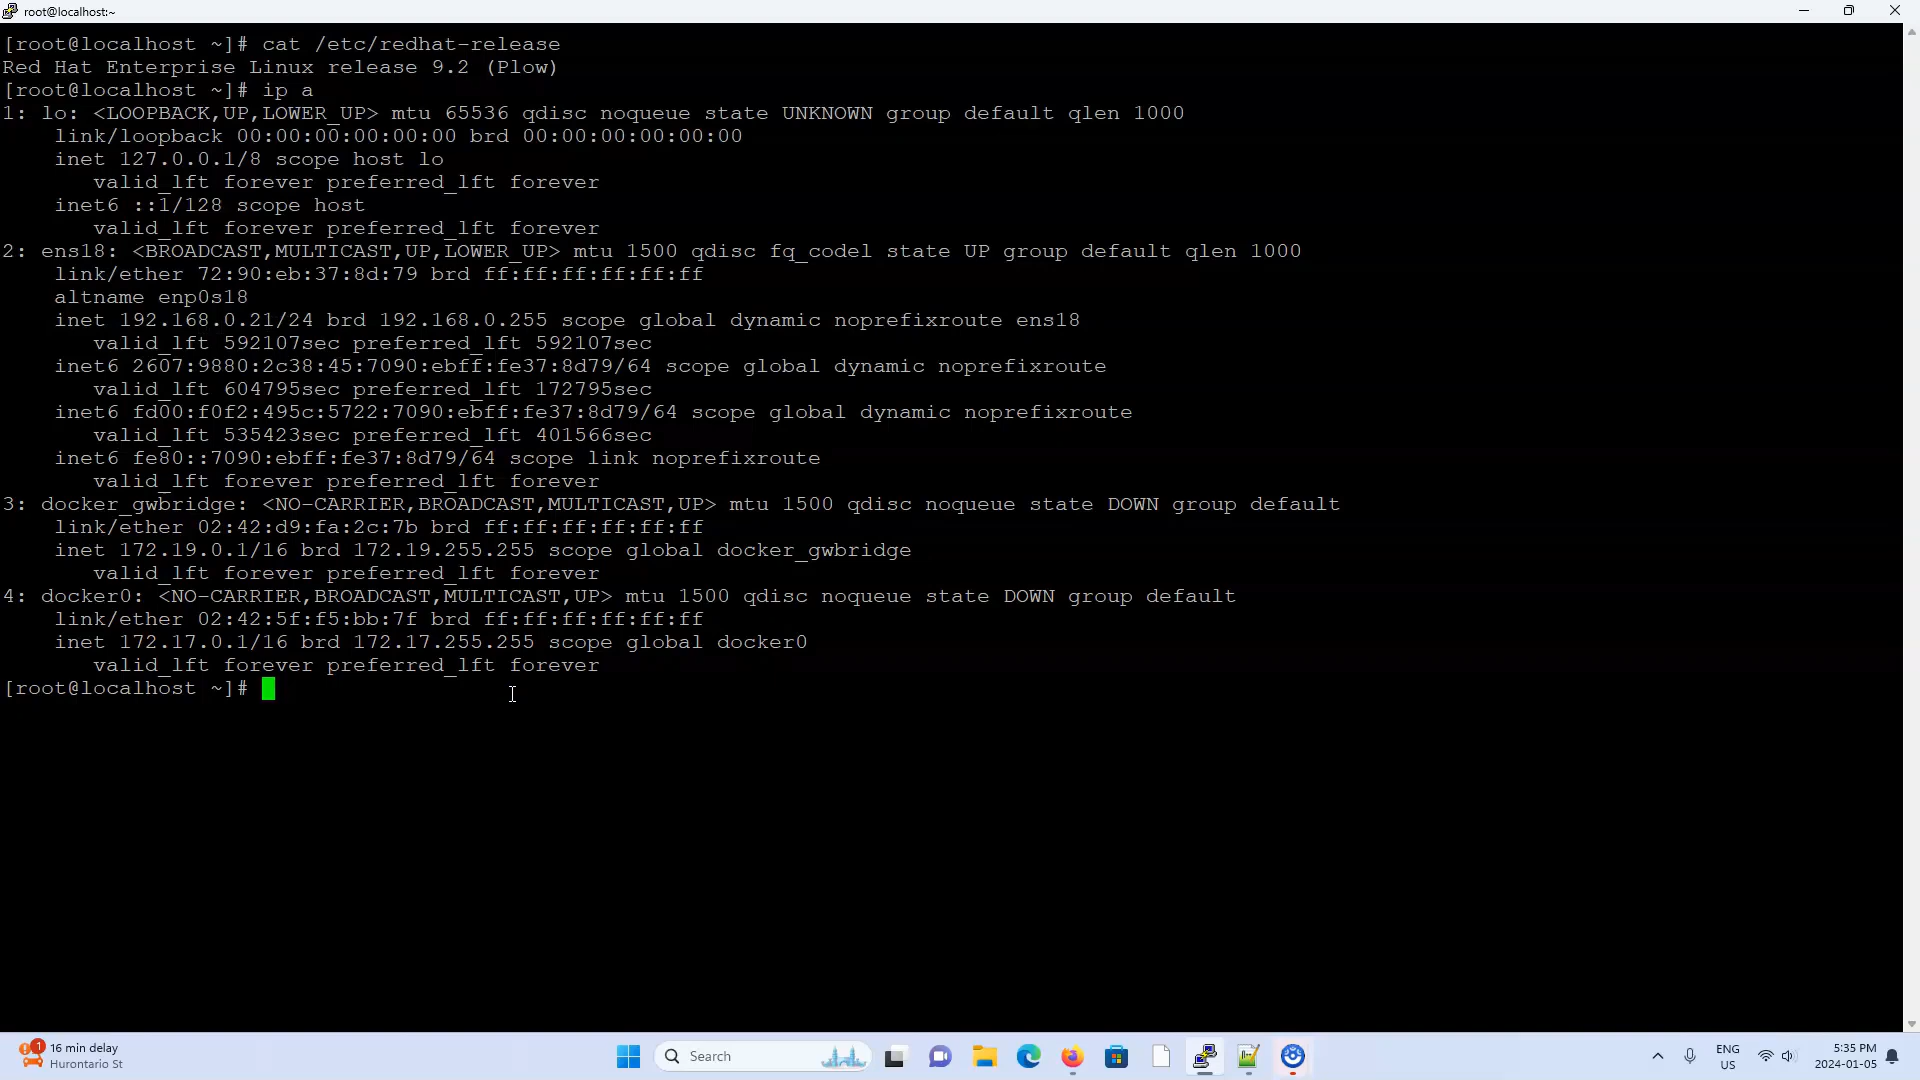 root@localhost:~
[root@localhost ~]# cat /etc/redhat-release
Red Hat Enterprise Linux release 9.2 (Plow)
[root@localhost ~]# ip a
1: lo: <LOOPBACK,UP,LOWER_UP> mtu 65536 qdisc noqueue state UNKNOWN group default qlen 1000
    link/loopback 00:00:00:00:00:00 brd 00:00:00:00:00:00
    inet 127.0.0.1/8 scope host lo
       valid_lft forever preferred_lft forever
    inet6 ::1/128 scope host
       valid_lft forever preferred_lft forever
2: ens18: <BROADCAST,MULTICAST,UP,LOWER_UP> mtu 1500 qdisc fq_codel state UP group default qlen 1000
    link/ether 72:90:eb:37:8d:79 brd ff:ff:ff:ff:ff:ff
    altname enp0s18
    inet 192.168.0.21/24 brd 192.168.0.255 scope global dynamic noprefixroute ens18
       valid_lft 592107sec preferred_lft 592107sec
    inet6 2607:9880:2c38:45:7090:ebff:fe37:8d79/64 scope global dynamic noprefixroute
       valid_lft 604795sec preferred_lft 172795sec
    inet6 fd00:f0f2:495c:5722:7090:ebff:fe37:8d79/64 scope global dynamic noprefixroute
       valid_lft 535423sec preferred_lft 401566sec
    inet6 fe80::7090:ebff:fe37:8d79/64 scope link noprefixroute
       valid_lft forever preferred_lft forever
3: docker_gwbridge: <NO-CARRIER,BROADCAST,MULTICAST,UP> mtu 1500 qdisc noqueue state DOWN group default
    link/ether 02:42:d9:fa:2c:7b brd ff:ff:ff:ff:ff:ff
    inet 172.19.0.1/16 brd 172.19.255.255 scope global docker_gwbridge
       valid_lft forever preferred_lft forever
4: docker0: <NO-CARRIER,BROADCAST,MULTICAST,UP> mtu 1500 qdisc noqueue state DOWN group default
    link/ether 02:42:5f:f5:bb:7f brd ff:ff:ff:ff:ff:ff
    inet 172.17.0.1/16 brd 172.17.255.255 scope global docker0
       valid_lft forever preferred_lft forever
[root@localhost ~]#
1
16 min delay
Hurontario St
Search
ENG
US
5:35 PM
2024-01-05